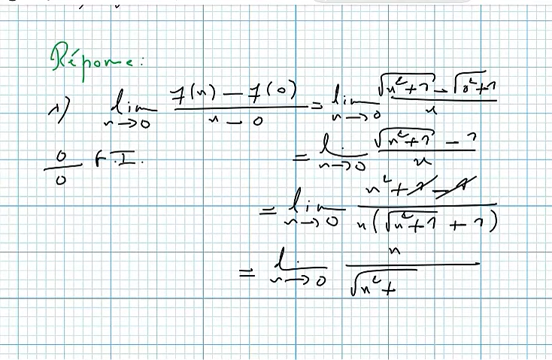 Réponse:
1) lim_{x→0} (f(x) - f(0))/(x - 0) = lim_{x→0} (√(x²+1) - √(0²+1))/x
0/0 F.I. = lim_{x→0} (√(x²+1) - 1)/x
= lim_{x→0} (x² + 1 - 1)/(x(√(x²+1) + 1))
= lim_{x→0} x/(√(x²+